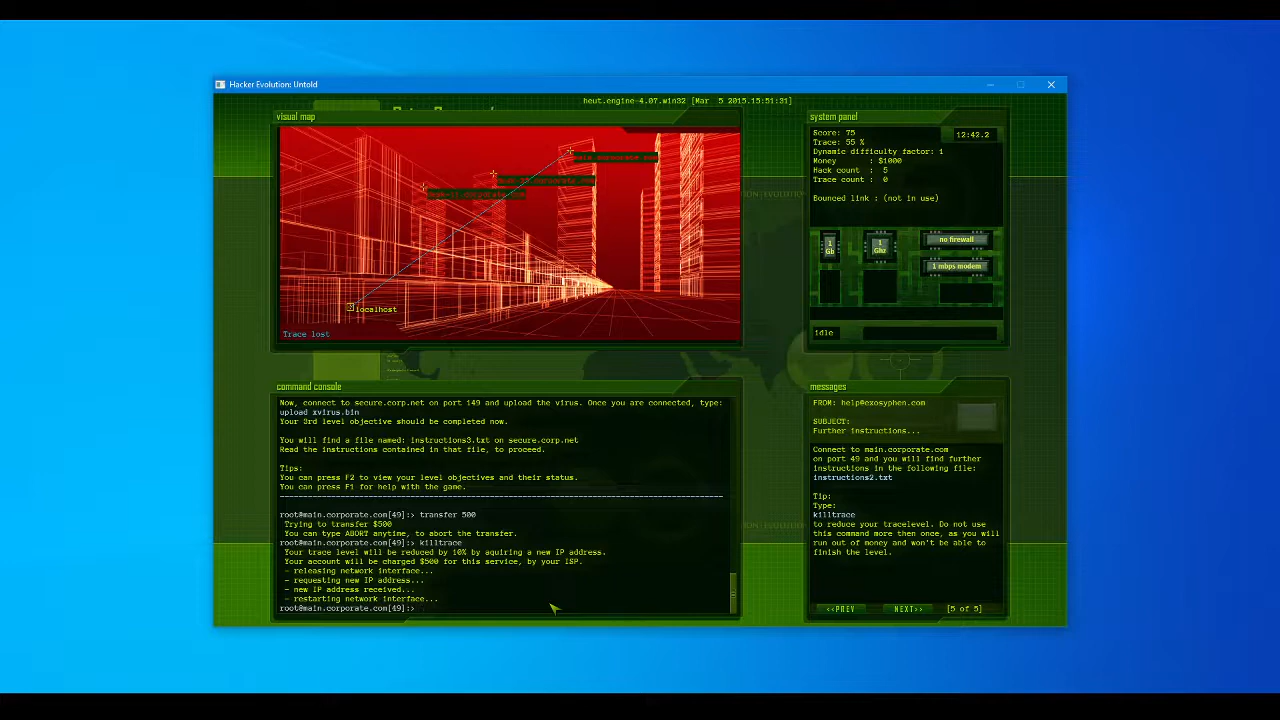 Hacker Evolution: Untold
heut.engine-4.07.win32 [Mar  5 2015.15:51:31]
visual map
localhost
Trace lost
system panel
Score: 75
12:42.2
Trace: 55 %
Dynamic difficulty factor: 1
Money      : $1000
Hack count  : 5
Trace count : 0
Bounced link : (not in use)
1 Gb
1 Ghz
no firewall
1 mbps modem
idle
command console
Now, connect to secure.corp.net on port 149 and upload the virus. Once you are connected, type:
upload xvirus.bin
Your 3rd level objective should be completed now.
You will find a file named: instructions3.txt on secure.corp.net
Read the instructions contained in that file, to proceed.
Tips:
You can press F2 to view your level objectives and their status.
You can press F1 for help with the game.
root@main.corporate.com[49]:> transfer 500
Trying to transfer $500
You can type ABORT anytime, to abort the transfer.
root@main.corporate.com[49]:> killtrace
Your trace level will be reduced by 10% by aquiring a new IP address.
Your account will be charged $500 for this service, by your ISP.
- releasing network interface...
- requesting new IP address...
- new IP address received...
- restarting network interface...
root@main.corporate.com[49]:>
messages
FROM: help@exosyphen.com
SUBJECT:
Further instructions...
Connect to main.corporate.com
on port 49 and you will find further
instructions in the following file:
instructions2.txt
Tip:
Type:
killtrace
to reduce your tracelevel. Do not use
this command more then once, as you will
run out of money and won't be able to
finish the level.
<<PREV
NEXT>>
[5 of 5]